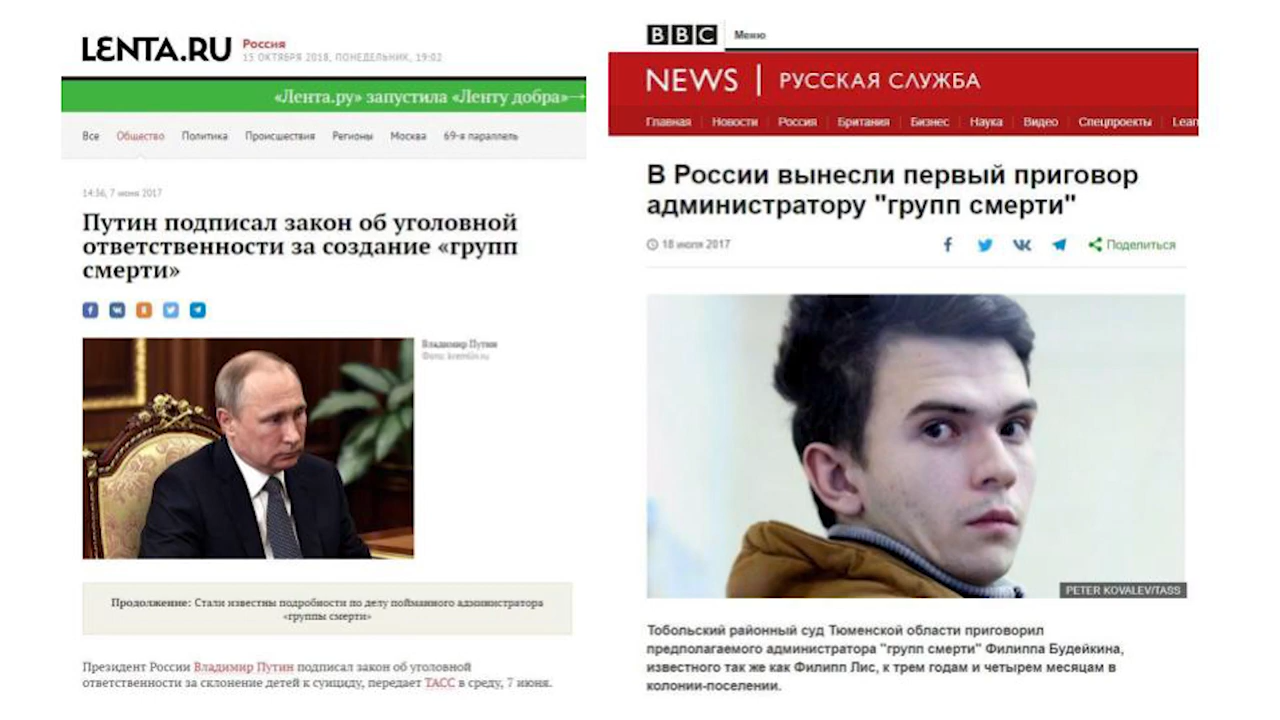 LENTA.RU
Россия
15 ОКТЯБРЯ 2018, ПОНЕДЕЛЬНИК, 19:02
«Лента.ру» запустила «Ленту добра»→
Все Общество Политика Происшествия Регионы Москва 69-я параллель
14:36, 7 июня 2017
Путин подписал закон об уголовной
ответственности за создание «групп
смерти»
Владимир Путин
Фото: kremlin.ru
Продолжение: Стали известны подробности по делу пойманного администратора
«группы смерти»
Президент России Владимир Путин подписал закон об уголовной
ответственности за склонение детей к суициду, передает ТАСС в среду, 7 июня.
BBC Меню
NEWS | РУССКАЯ СЛУЖБА
Главная Новости Россия Британия Бизнес Наука Видео Спецпроекты Lear
В России вынесли первый приговор
администратору "групп смерти"
18 июля 2017
Поделиться
PETER KOVALEV/TASS
Тобольский районный суд Тюменской области приговорил
предполагаемого администратора "групп смерти" Филиппа Будейкина,
известного так же как Филипп Лис, к трем годам и четырем месяцам в
колонии-поселении.